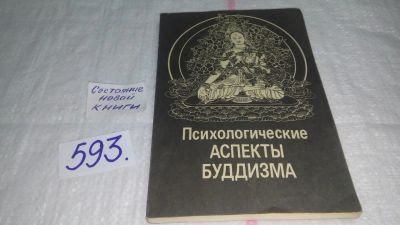 Состояние
новой
книги.
593.
Психологические
АСПЕКТЫ
БУДДИЗМА